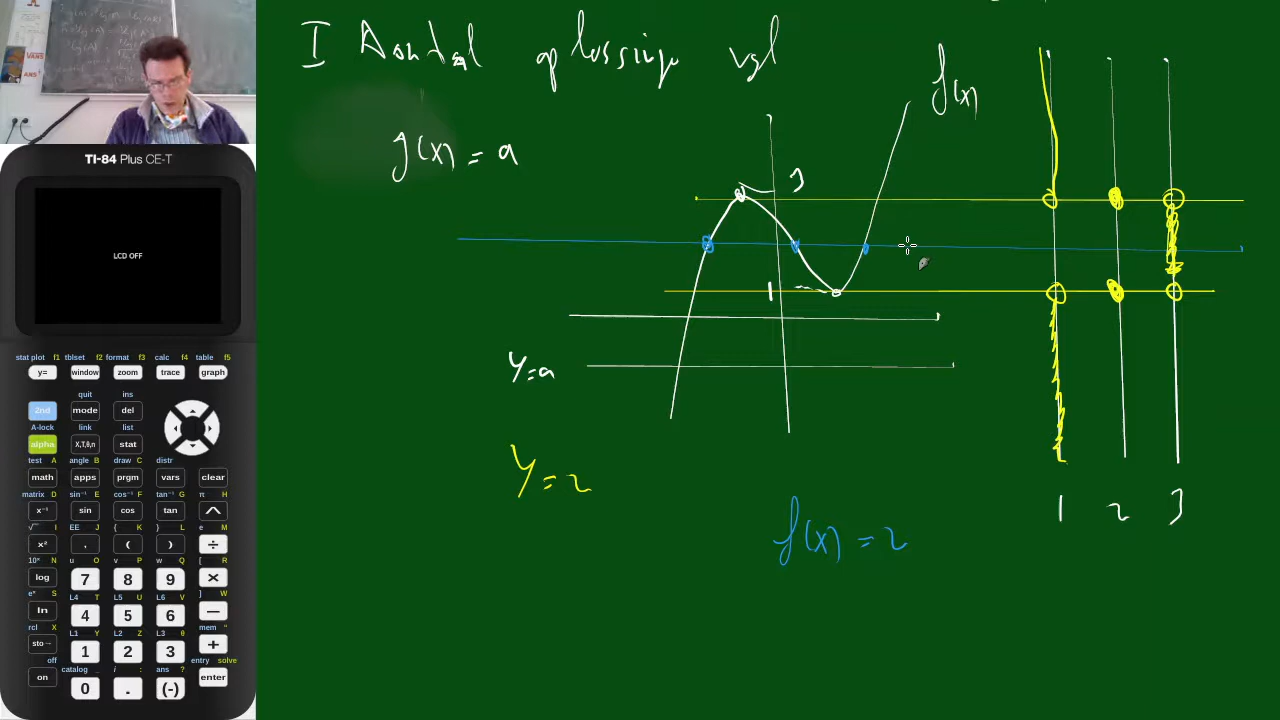 I Aantal oplossingen vgl
g(x) = a
f(x)
3
1
y=a
y=2
f(x) = 2
1 2 3
VANS
ANS
TI-84 Plus CE-T
LCD OFF
stat plot f1 tblset f2 format f3 calc f4 table f5
y= window zoom trace graph
quit ins
2nd mode del
A-lock link list
alpha X,T,θ,n stat
test A angle B draw C distr
math apps prgm vars clear
matrix D sin⁻¹ E cos⁻¹ F tan⁻¹ G π H
x⁻¹ sin cos tan ^
√ I EE J { K } L e M
x² , ( ) ÷
10ˣ N u O v P w Q [ R
log 7 8 9 ×
eˣ S L4 T L5 U L6 V ] W
ln 4 5 6 −
rcl X L1 Y L2 Z L3 θ mem "
sto→ 1 2 3 +
off catalog _ i : ans ? entry solve
on 0 . (-) enter